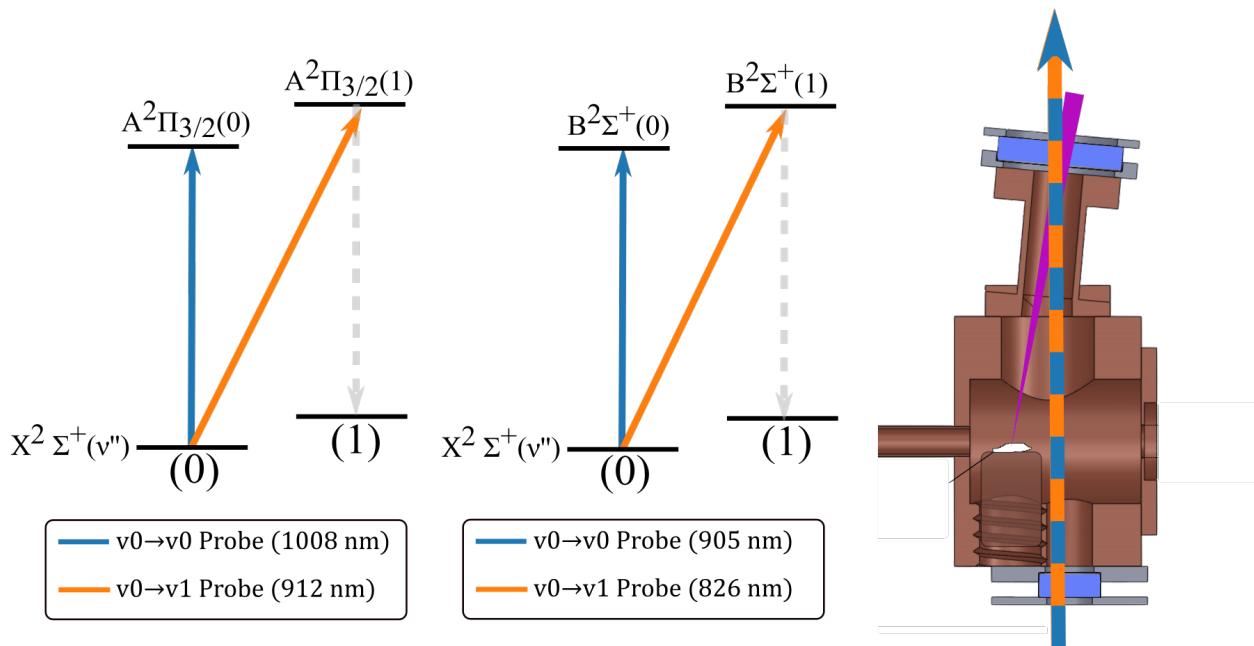 A²Π₃/₂(0)
A²Π₃/₂(1)
X² Σ⁺(ν'')
(0)
(1)
v0→v0 Probe (1008 nm)
v0→v1 Probe (912 nm)
B²Σ⁺(0)
B²Σ⁺(1)
X² Σ⁺(ν'')
(0)
(1)
v0→v0 Probe (905 nm)
v0→v1 Probe (826 nm)